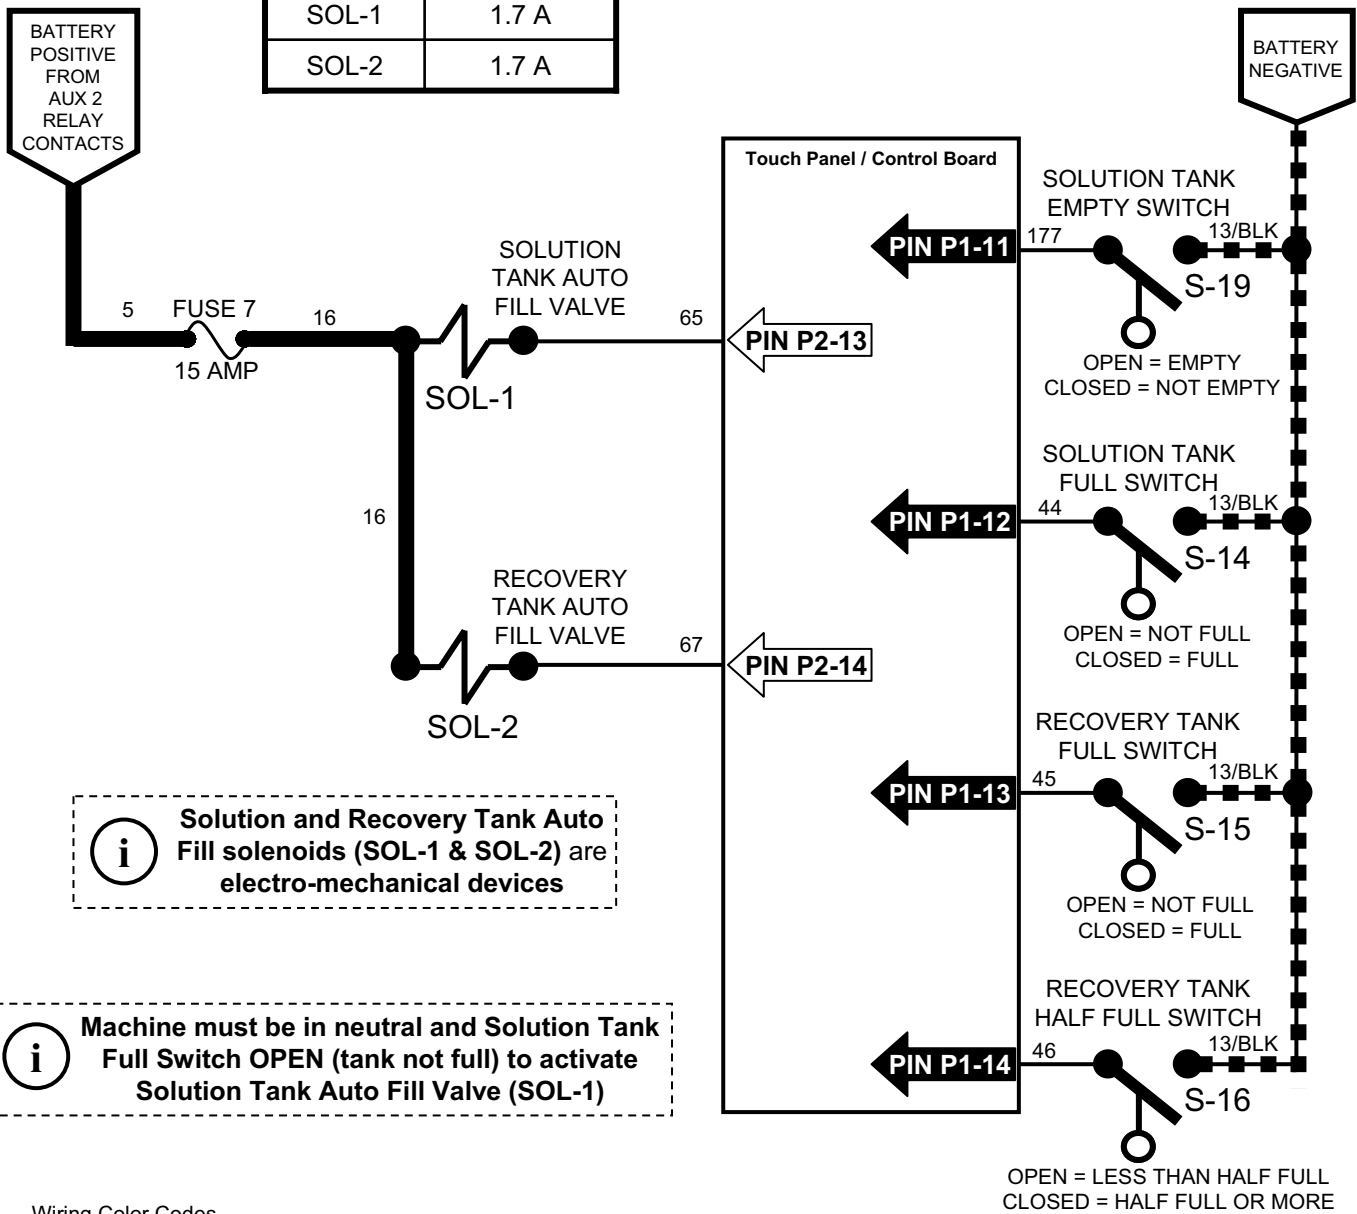 BATTERY
POSITIVE
FROM
AUX 2
RELAY
CONTACTS
SOL-1 1.7 A
SOL-2 1.7 A
BATTERY
NEGATIVE
Touch Panel / Control Board
SOLUTION TANK
EMPTY SWITCH
PIN P1-11
177
13/BLK
S-19
OPEN = EMPTY
CLOSED = NOT EMPTY
SOLUTION
TANK AUTO
FILL VALVE
5
FUSE 7
15 AMP
16
65
PIN P2-13
SOL-1
SOLUTION TANK
FULL SWITCH
PIN P1-12
44
13/BLK
S-14
OPEN = NOT FULL
CLOSED = FULL
16
RECOVERY
TANK AUTO
FILL VALVE
67
PIN P2-14
SOL-2
RECOVERY TANK
FULL SWITCH
PIN P1-13
45
13/BLK
S-15
OPEN = NOT FULL
CLOSED = FULL
i
Solution and Recovery Tank Auto
Fill solenoids (SOL-1 & SOL-2) are
electro-mechanical devices
RECOVERY TANK
HALF FULL SWITCH
PIN P1-14
46
13/BLK
S-16
OPEN = LESS THAN HALF FULL
CLOSED = HALF FULL OR MORE
i
Machine must be in neutral and Solution Tank
Full Switch OPEN (tank not full) to activate
Solution Tank Auto Fill Valve (SOL-1)
Wiring Color Codes